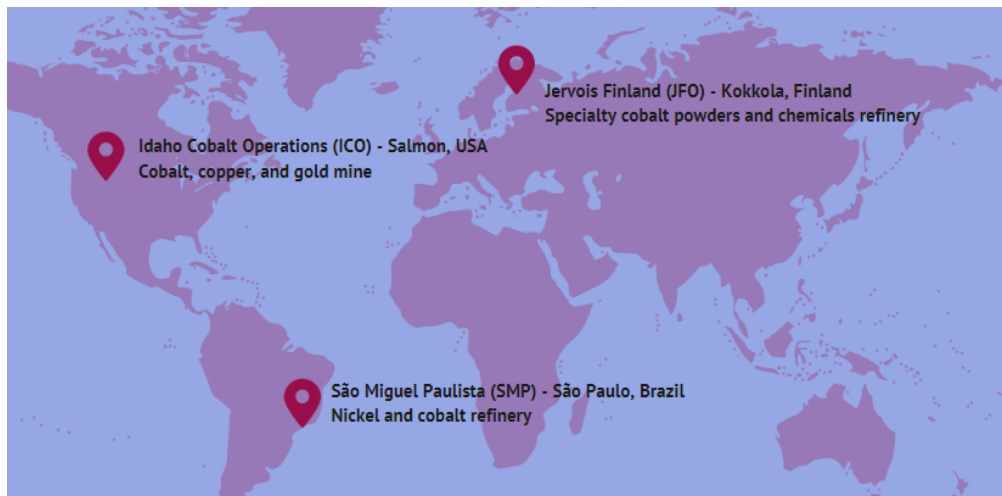 Jervois Finland (JFO) - Kokkola, Finland
Specialty cobalt powders and chemicals refinery
Idaho Cobalt Operations (ICO) - Salmon, USA
Cobalt, copper, and gold mine
São Miguel Paulista (SMP) - São Paulo, Brazil
Nickel and cobalt refinery